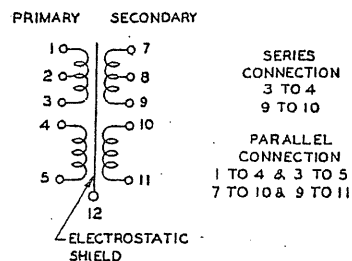 PRIMARY SECONDARY
1 7
2 8
3 9
4 10
5 11
12
ELECTROSTATIC
SHIELD
SERIES
CONNECTION
3 TO 4
9 TO 10
PARALLEL
CONNECTION
1 TO 4 & 3 TO 5
7 TO 10 & 9 TO 11